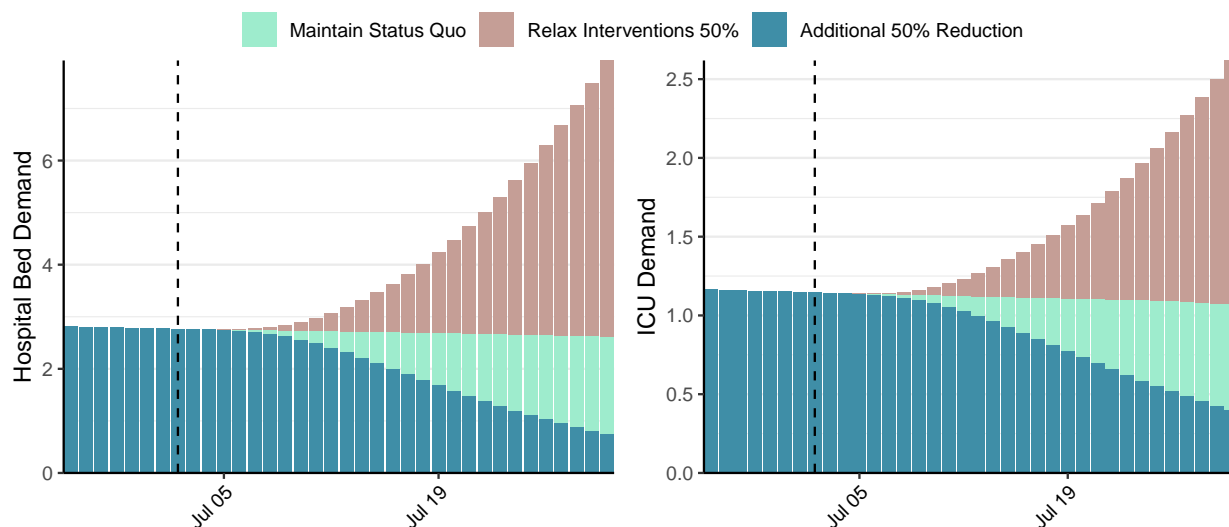 Maintain Status Quo Relax Interventions 50% Additional 50% Reduction
Hospital Bed Demand
6
4
2
0
Jul 05
Jul 19
ICU Demand
2.5
2.0
1.5
1.0
0.5
0.0
Jul 05
Jul 19